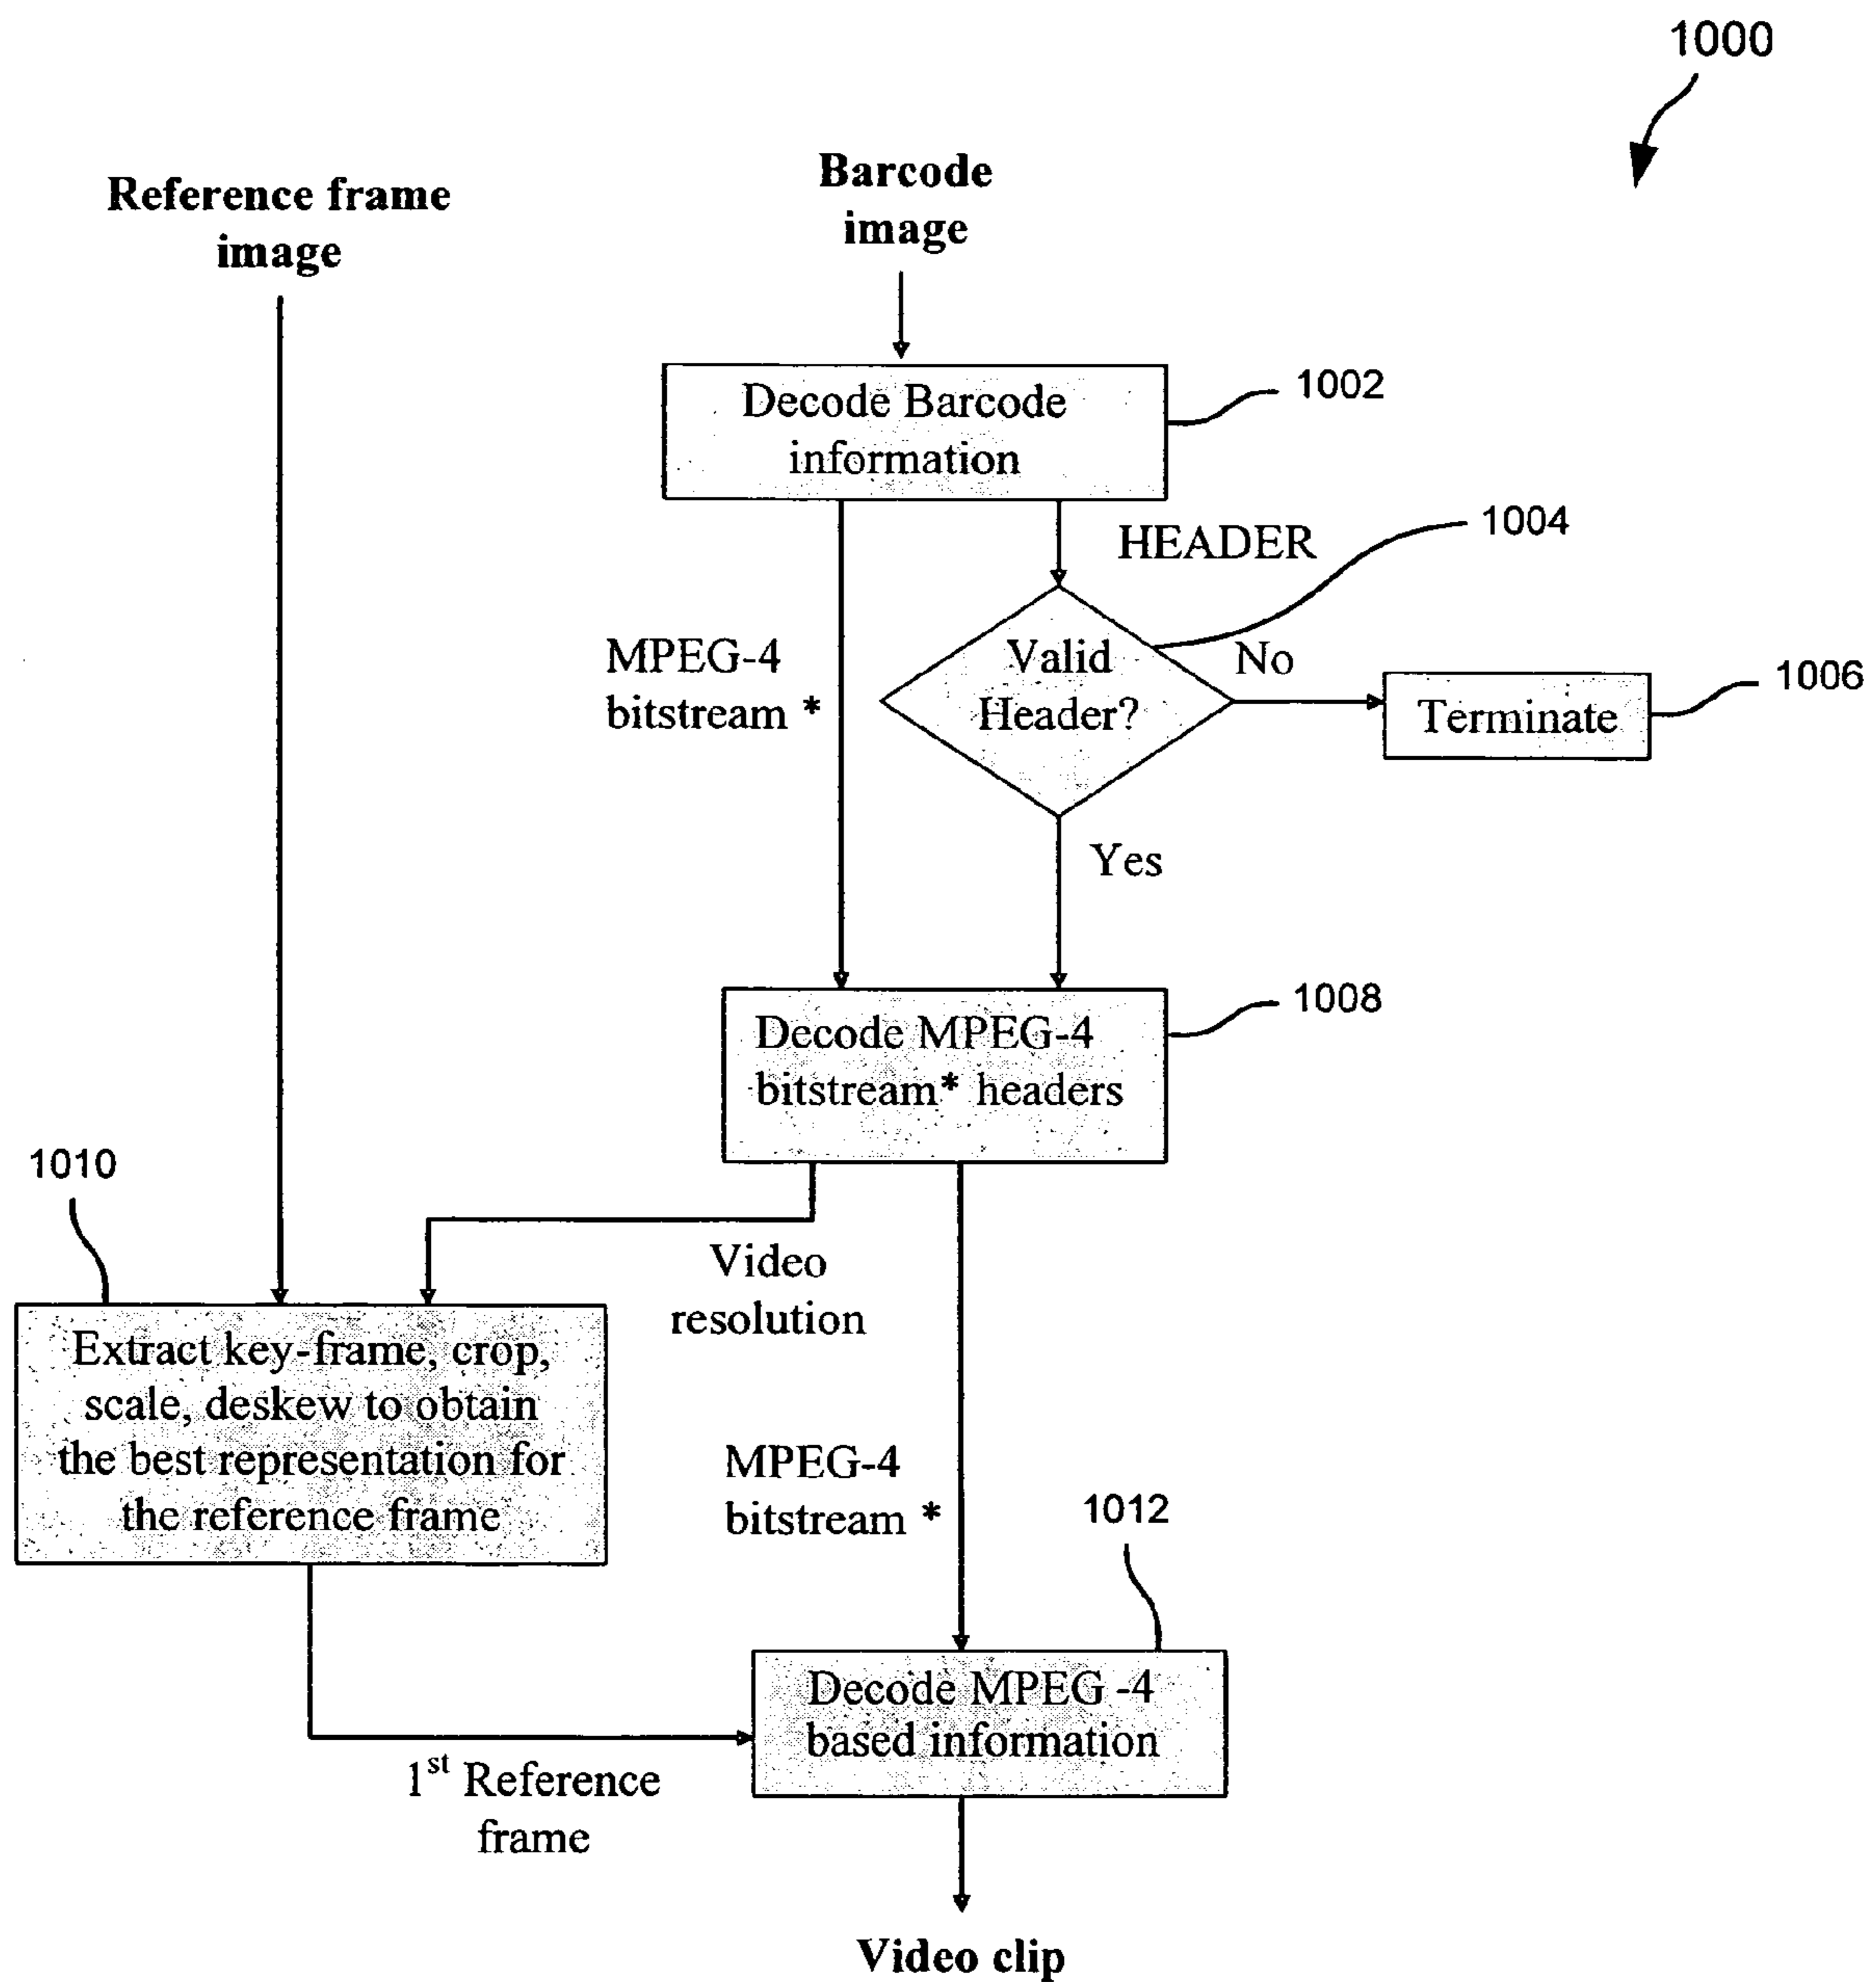 1000
Reference frame
image
Barcode
image
Decode Barcode
information
1002
HEADER
1004
MPEG-4
bitstream *
Valid
Header?
No
Terminate
1006
Yes
Decode MPEG-4
bitstream* headers
1008
1010
Video
resolution
Extract key-frame, crop,
scale, deskew to obtain
the best representation for
the reference frame
MPEG-4
bitstream *
1012
Decode MPEG -4
based information
1st Reference
frame
Video clip